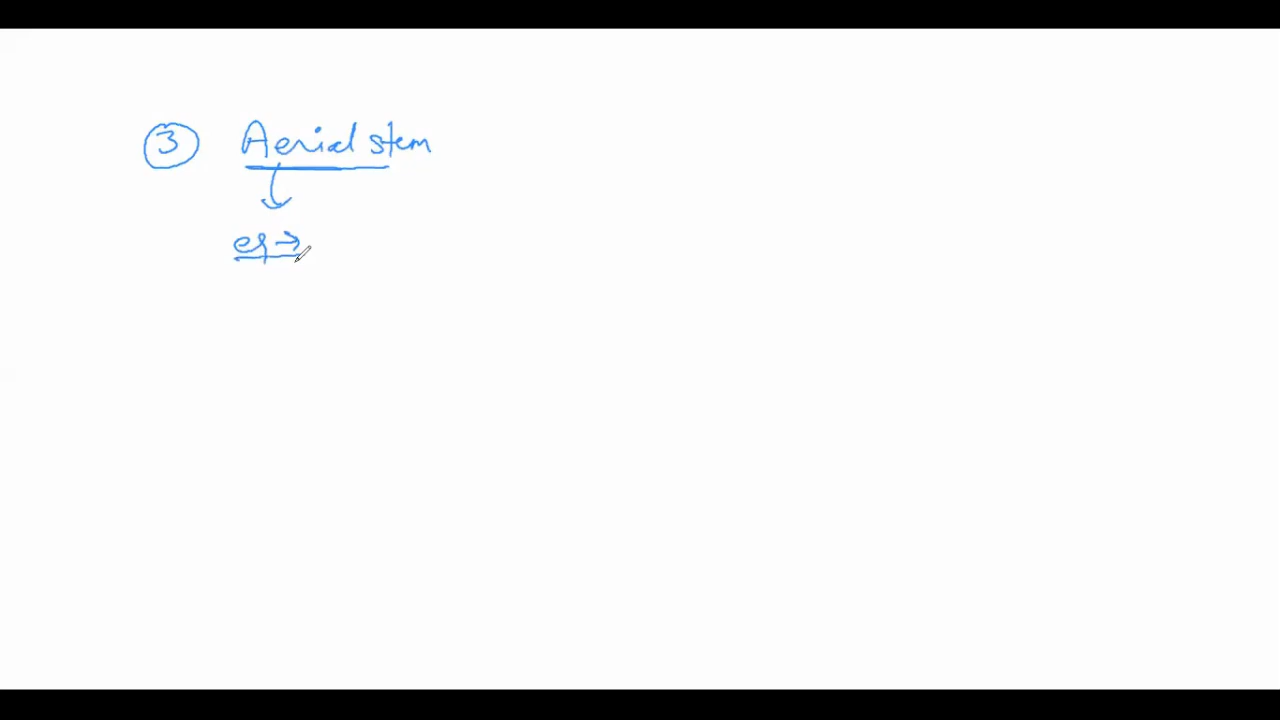 ③ Aerial stem
eg →